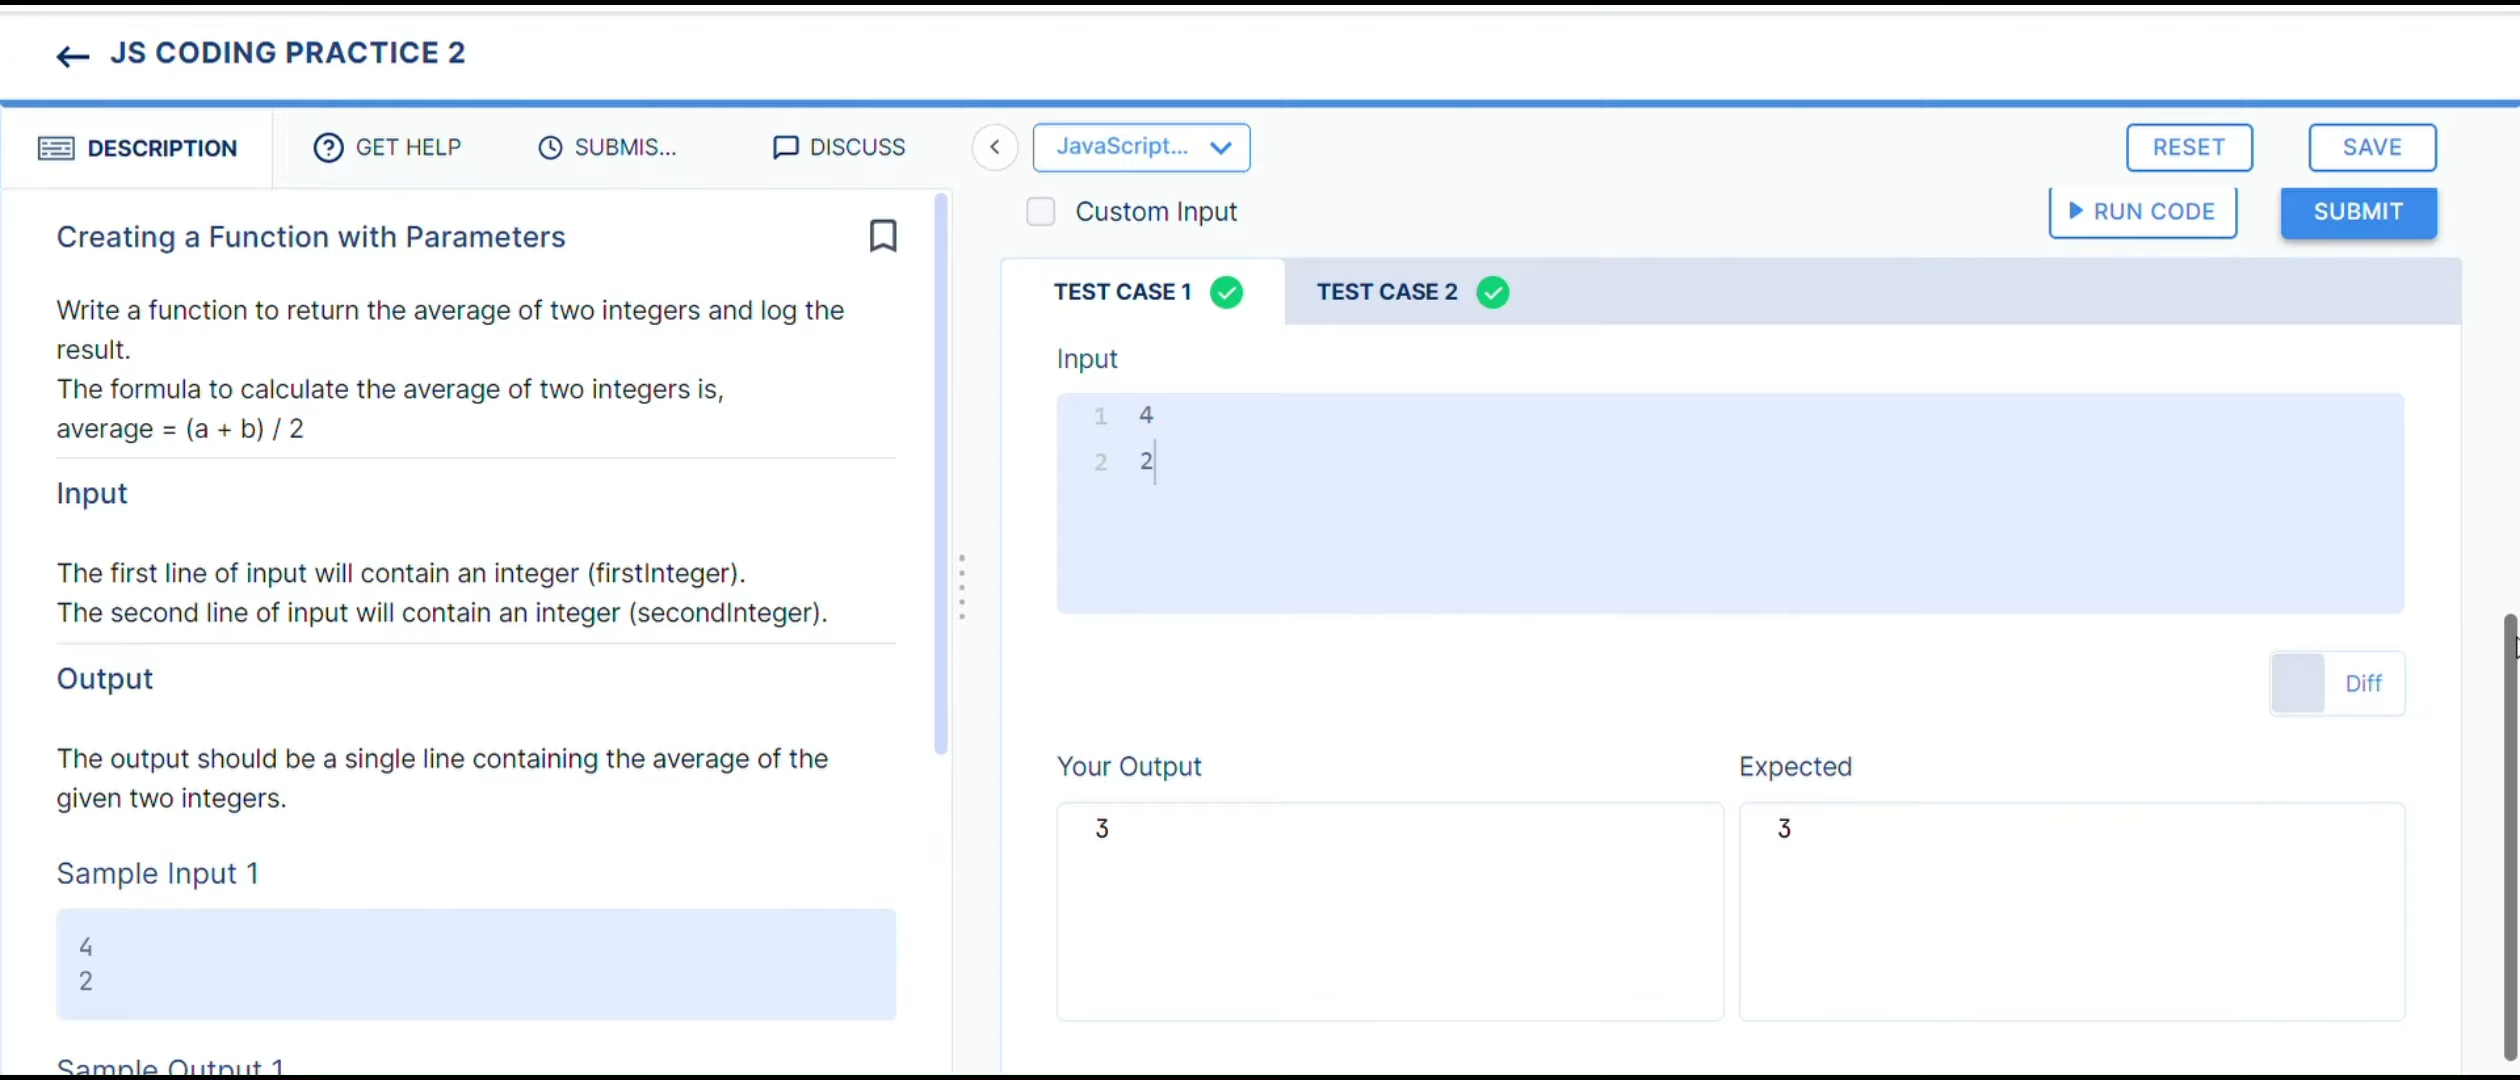 JS CODING PRACTICE 2
DESCRIPTION
GET HELP
SUBMIS...
DISCUSS
JavaScript...
RESET
SAVE
Creating a Function with Parameters
Write a function to return the average of two integers and log the
result.
The formula to calculate the average of two integers is,
average = (a + b) / 2
Input
The first line of input will contain an integer (firstInteger).
The second line of input will contain an integer (secondInteger).
Output
The output should be a single line containing the average of the
given two integers.
Sample Input 1
4
2
Sample Output 1
Custom Input
RUN CODE
SUBMIT
TEST CASE 1
TEST CASE 2
Input
1 4
2 2
Diff
Your Output
Expected
3
3